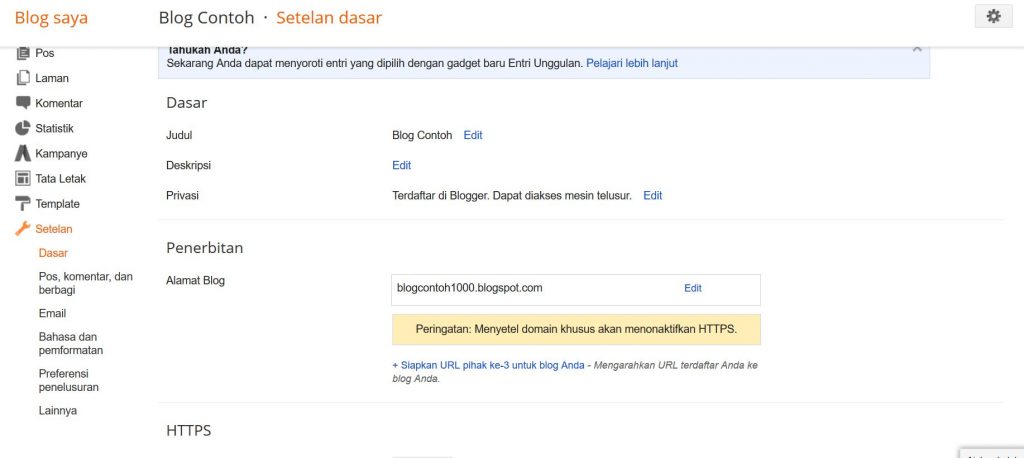 Blog saya
Blog Contoh · Setelan dasar
Tahukah Anda?
Sekarang Anda dapat menyoroti entri yang dipilih dengan gadget baru Entri Unggulan. Pelajari lebih lanjut
Pos
Laman
Komentar
Statistik
Kampanye
Tata Letak
Template
Setelan
Dasar
Pos, komentar, dan
berbagi
Email
Bahasa dan
pemformatan
Preferensi
penelusuran
Lainnya
Dasar
Judul Blog Contoh Edit
Deskripsi Edit
Privasi Terdaftar di Blogger. Dapat diakses mesin telusur. Edit
Penerbitan
Alamat Blog blogcontoh1000.blogspot.com Edit
Peringatan: Menyetel domain khusus akan menonaktifkan HTTPS.
+ Siapkan URL pihak ke-3 untuk blog Anda - Mengarahkan URL terdaftar Anda ke
blog Anda.
HTTPS